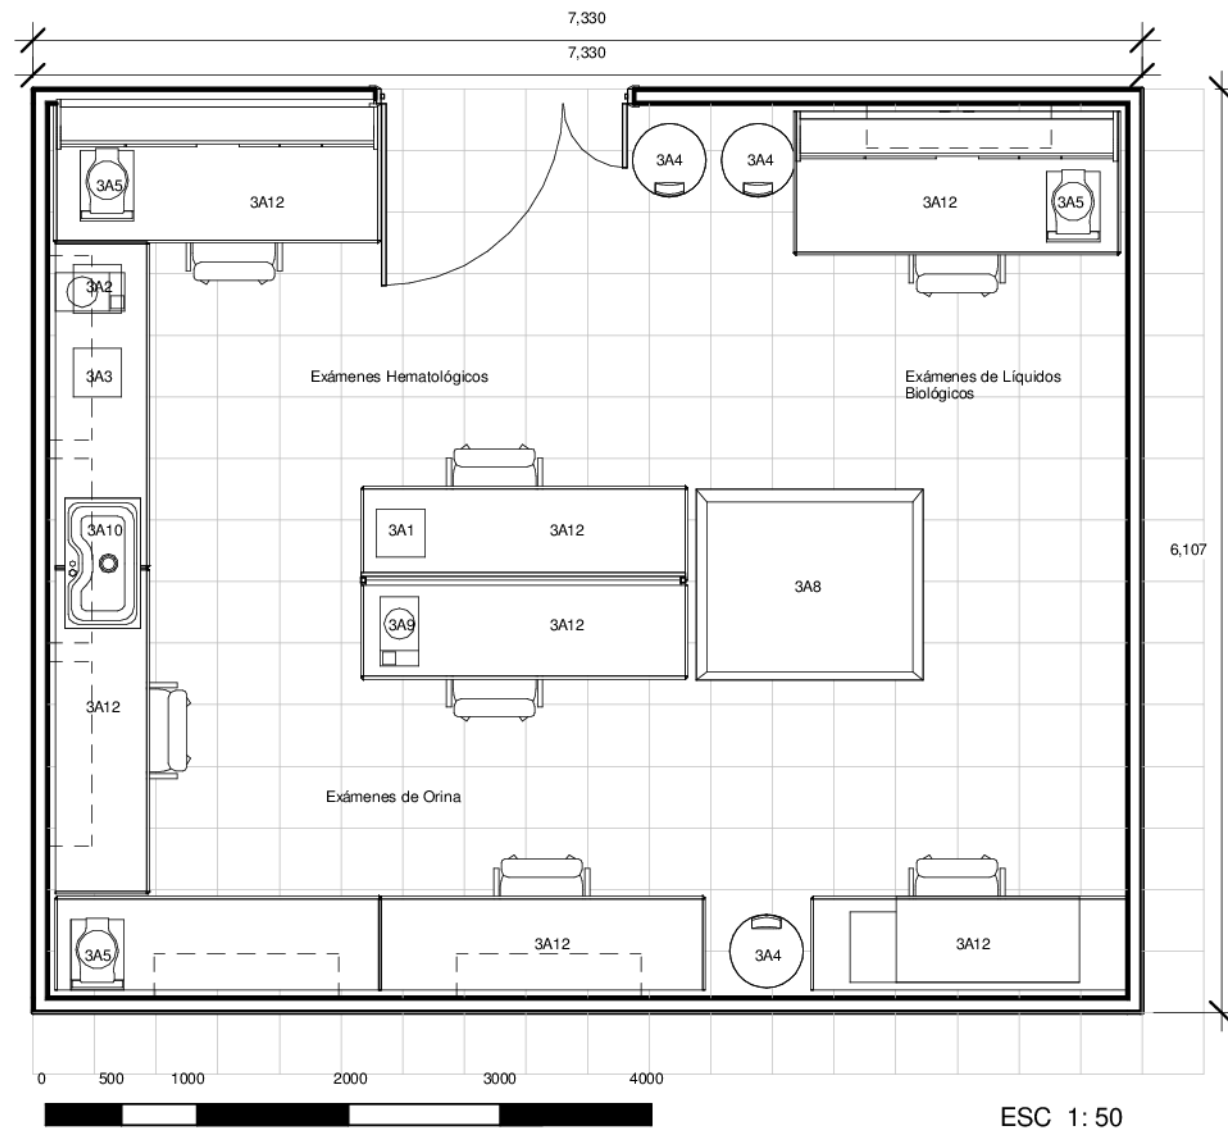 7,330
7,330
3A4
3A4
3A5
3A12
3A12
3A5
3A2
3A3
Exámenes Hematológicos
Exámenes de Líquidos
Biológicos
3A10
3A1
3A12
6,107
3A8
3A9
3A12
3A12
Exámenes de Orina
3A5
3A12
3A4
3A12
0 500 1000 2000 3000 4000
ESC 1: 50